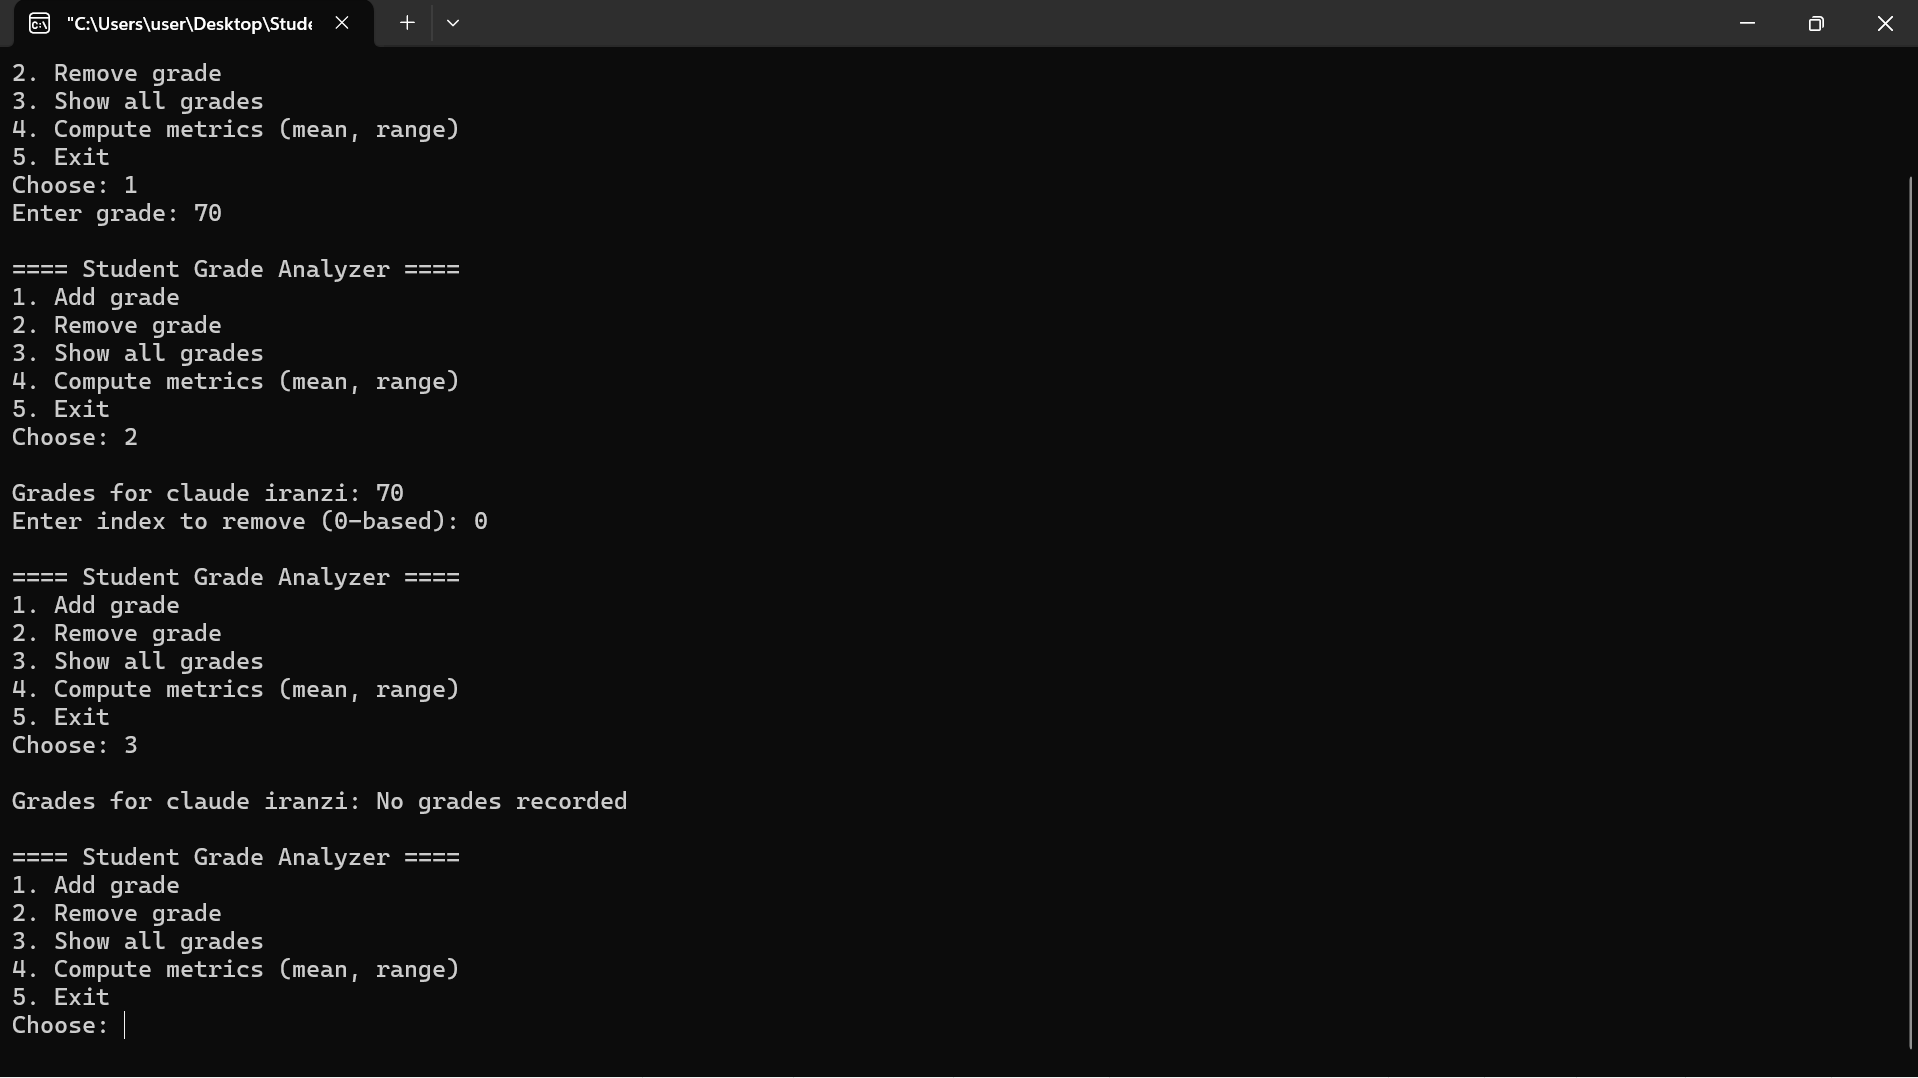 "C:\Users\user\Desktop\Stude
2. Remove grade
3. Show all grades
4. Compute metrics (mean, range)
5. Exit
Choose: 1
Enter grade: 70
==== Student Grade Analyzer ====
1. Add grade
2. Remove grade
3. Show all grades
4. Compute metrics (mean, range)
5. Exit
Choose: 2
Grades for claude iranzi: 70
Enter index to remove (0-based): 0
==== Student Grade Analyzer ====
1. Add grade
2. Remove grade
3. Show all grades
4. Compute metrics (mean, range)
5. Exit
Choose: 3
Grades for claude iranzi: No grades recorded
==== Student Grade Analyzer ====
1. Add grade
2. Remove grade
3. Show all grades
4. Compute metrics (mean, range)
5. Exit
Choose: